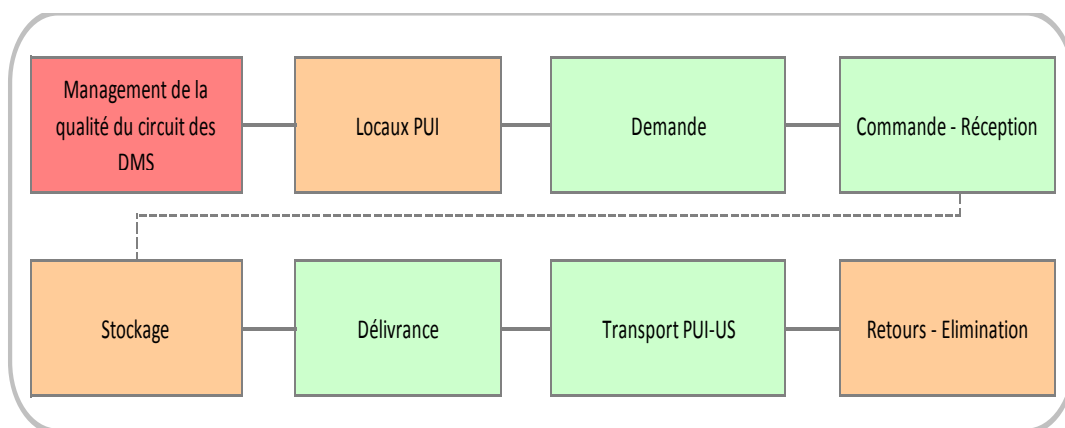 Management de la
qualité du circuit des
DMS
Locaux PUI
Demande
Commande - Réception
Stockage
Délivrance
Transport PUI-US
Retours - Elimination